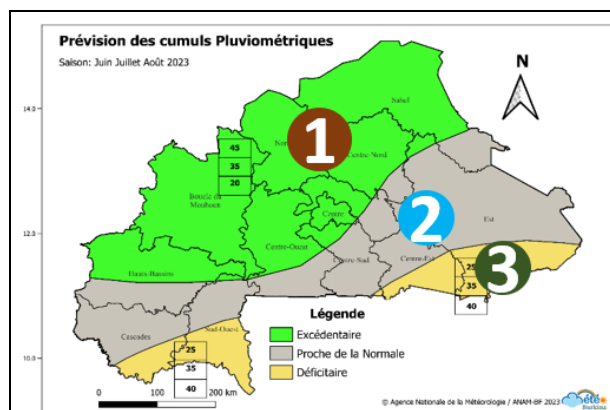 Prévision des cumuls Pluviométriques
Saison: Juin Juillet Août 2023
N
14.0
12.0
10.0
Sahel
1
Centre-Nord
45
35
20
Boucle du
Mouhoun
Centre
2
Est
Centre-Ouest
Centre-Sud
Centre-Est
3
25
35
40
Hauts-Bassins
Cascades
Sud-Ouest
25
35
40
Légende
Excédentaire
Proche de la Normale
Déficitaire
0 100 200 km
© Agence Nationale de la Météorologie / ANAM-BF 2023